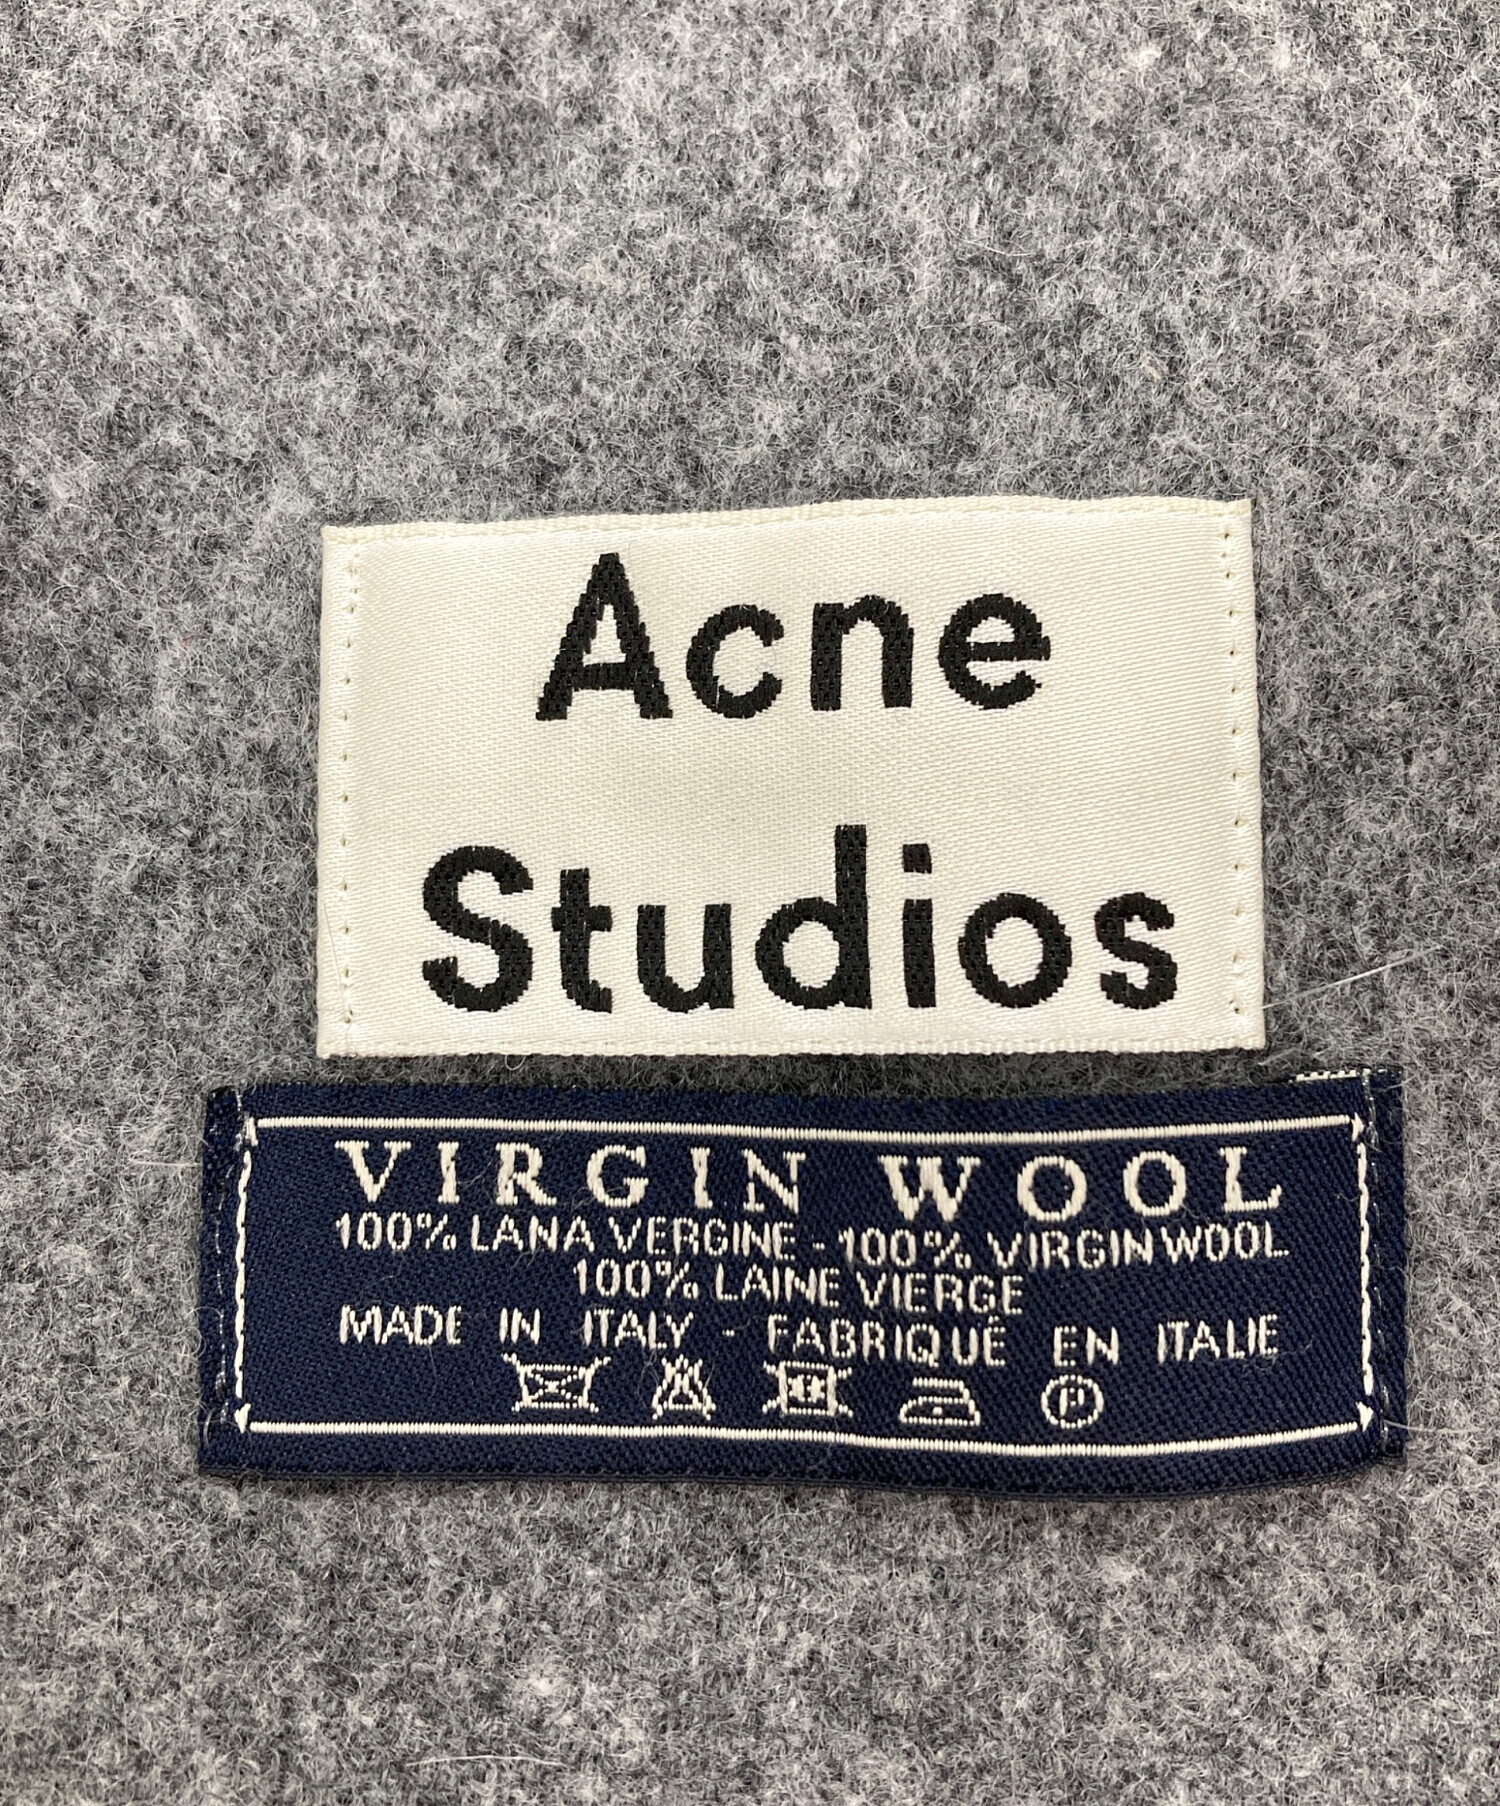 Acne
Studios
VIRGIN WOOL
100% LANA VERGINE - 100% VIRGIN WOOL
100% LAINE VIERGE
MADE IN ITALY - FABRIQUÉ EN ITALIE
P